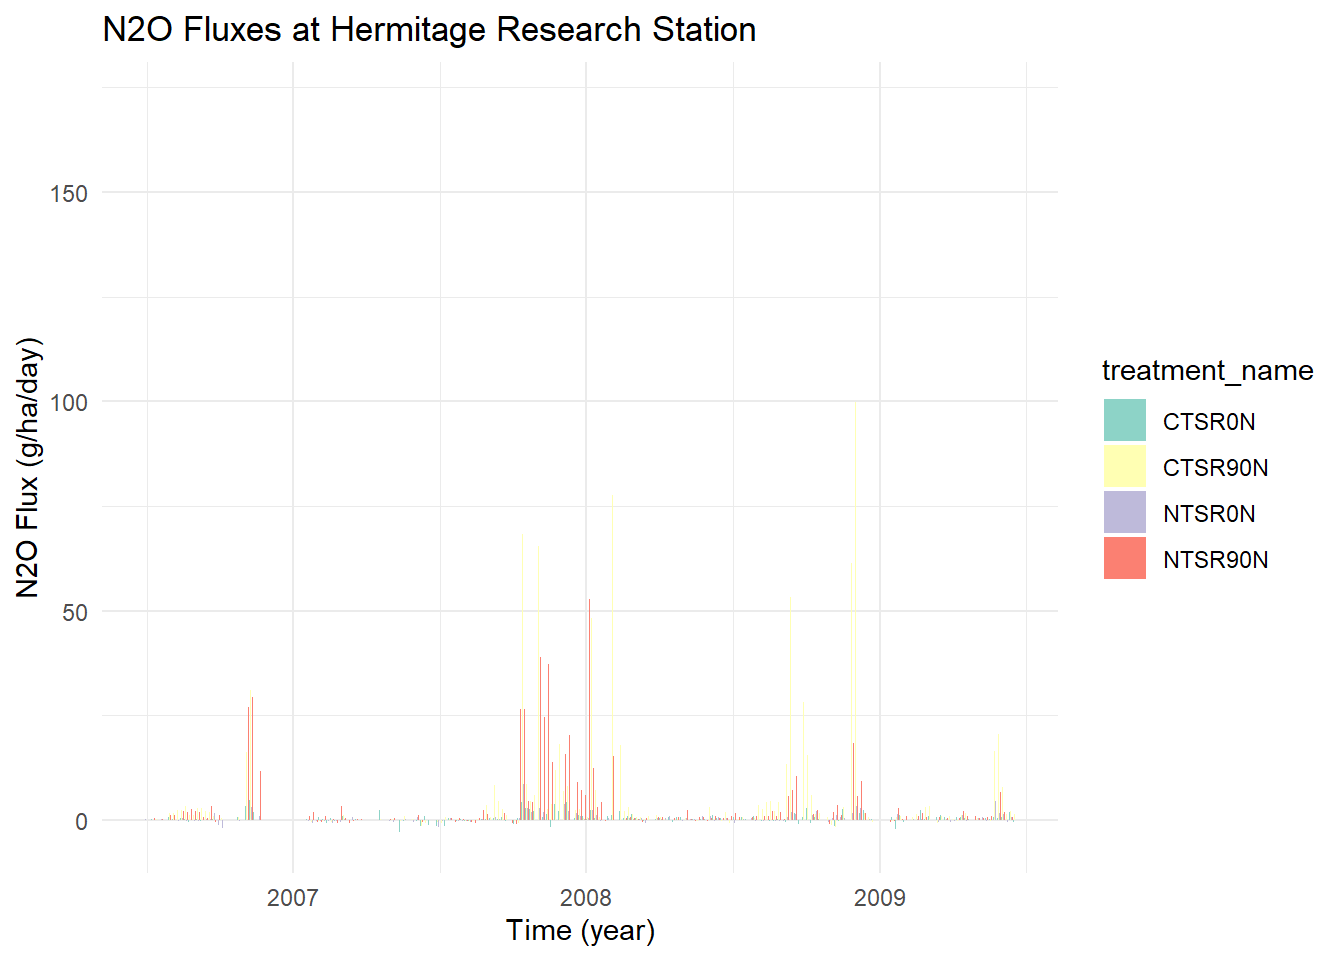 N2O Fluxes at Hermitage Research Station
N2O Flux (g/ha/day)
150
100
50
0
2007
2008
2009
Time (year)
treatment_name
CTSR0N
CTSR90N
NTSR0N
NTSR90N